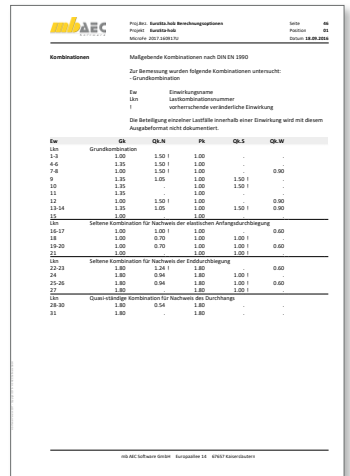 mb AEC
Software
Proj.Bez. EuroSta.holz Berechnungsoptionen Seite 46
Projekt EuroSta-holz Position 01
MicroFe 2017.160917d Datum 18.09.2016
Kombinationen Maßgebende Kombinationen nach DIN EN 1990
Zur Bemessung wurden folgende Kombinationen untersucht:
- Grundkombination
Ew Einwirkungsname
Lkn Lastkombinationsnummer
! vorherrschende veränderliche Einwirkung
Die Beteiligung einzelner Lastfälle innerhalb einer Einwirkung wird mit diesem
Ausgabeformat nicht dokumentiert.
Ew Gk Qk.N Pk Qk.S Qk.W
Lkn Grundkombination
1-3 1.00 1.50 ! 1.00 . .
4-6 1.35 1.50 ! 1.00 . .
7-8 1.00 1.50 ! 1.00 . 0.90
9 1.35 1.05 1.00 1.50 ! .
10 1.35 . 1.00 1.50 ! .
11 1.35 . 1.00 . .
12 1.00 1.50 ! 1.00 . 0.90
13-14 1.35 1.05 1.00 1.50 ! 0.90
15 1.00 . 1.00 . .
Lkn Seltene Kombination für Nachweis der elastischen Anfangsdurchbiegung
16-17 1.00 1.00 ! 1.00 . 0.60
18 1.00 0.70 1.00 1.00 ! .
19-20 1.00 0.70 1.00 1.00 ! 0.60
21 1.00 . 1.00 1.00 ! .
Lkn Seltene Kombination für Nachweis der Enddurchbiegung
22-23 1.80 1.24 ! 1.80 . 0.60
24 1.80 0.94 1.80 1.00 ! .
25-26 1.80 0.94 1.80 1.00 ! 0.60
27 1.80 . 1.80 1.00 ! .
Lkn Quasi-ständige Kombination für Nachweis des Durchhangs
28-30 1.80 0.54 1.80 . .
31 1.80 . 1.80 . .
mb AEC Software GmbH Europaallee 14 67657 Kaiserslautern